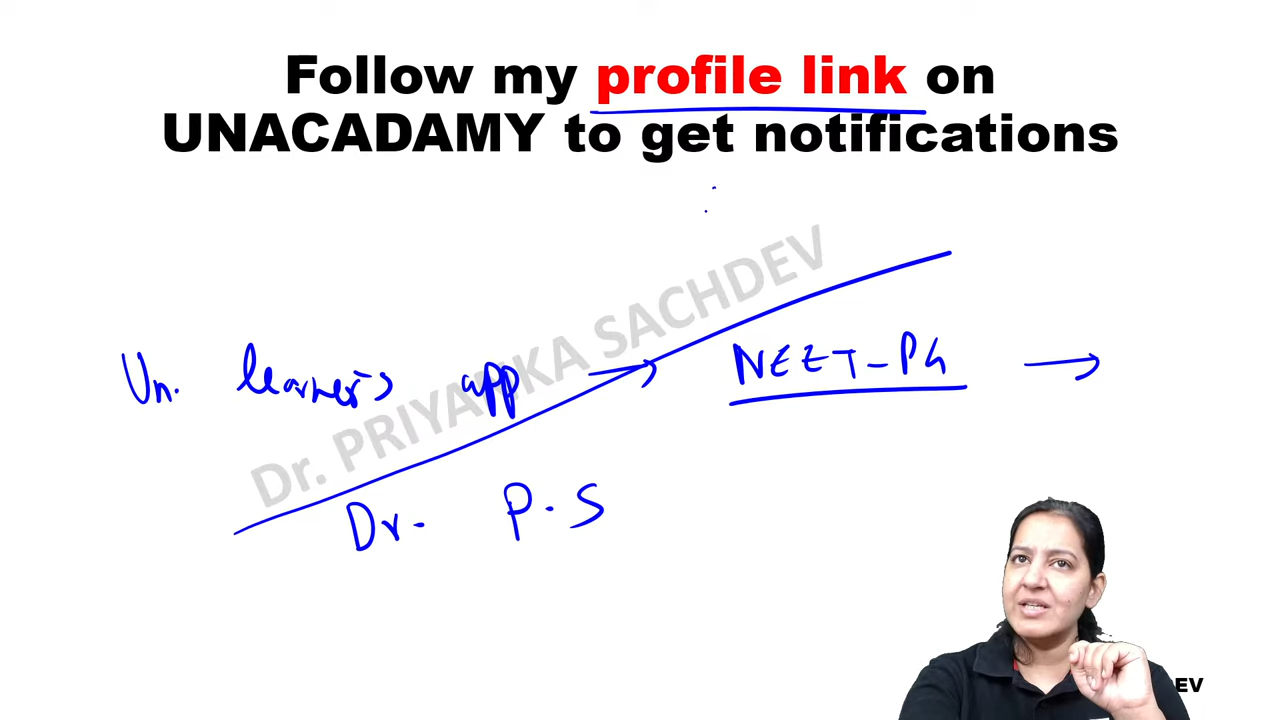 Follow my profile link on
UNACADAMY to get notifications
Dr. PRIYANKA SACHDEV
Un. learner's app → NEET-PG →
Dr. P.S
EV